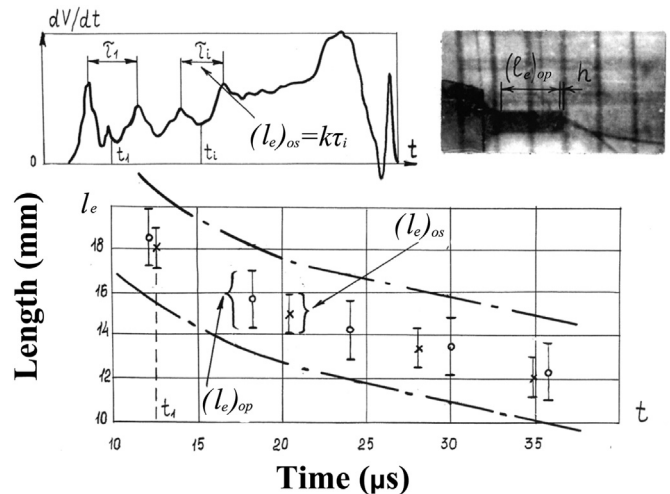 dV/dt
τ₁
τᵢ
(lₑ)ₒₛ=kτᵢ
0
t₁
tᵢ
t
(lₑ)ₒₚ
h
lₑ
18
16
14
12
10
(lₑ)ₒₛ
(lₑ)ₒₚ
t₁
t
10
15
20
25
30
35
Length (mm)
Time (μs)